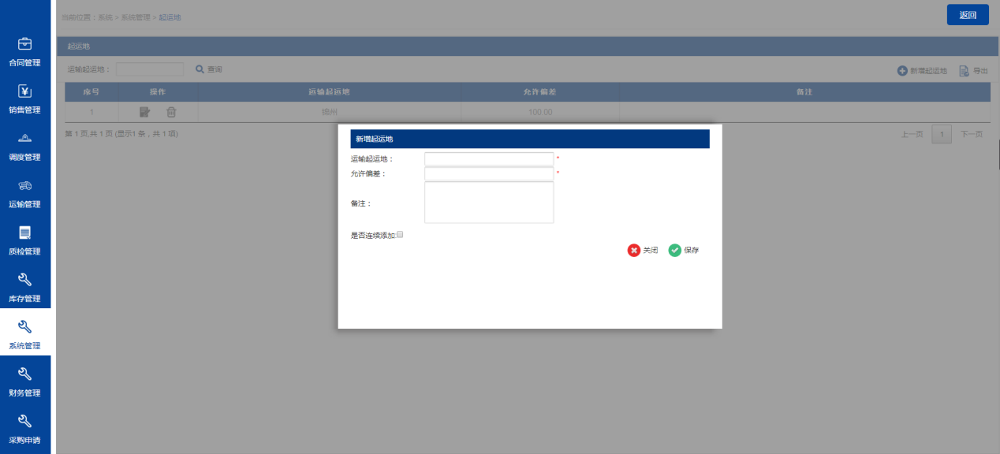 合同管理
销售管理
调度管理
运输管理
质检管理
库存管理
系统管理
财务管理
采购申请
当前位置：系统 > 系统管理 > 起运地
返回
起运地
运输起运地：
查询
新增起运地
导出
序号 操作 运输起运地 允许偏差 备注
1 锦州 100.00
第 1 页,共 1 页 (显示1 条，共 1 项)
上一页 1 下一页
新增起运地
运输起运地： *
允许偏差： *
备注：
是否连续添加:
关闭 保存